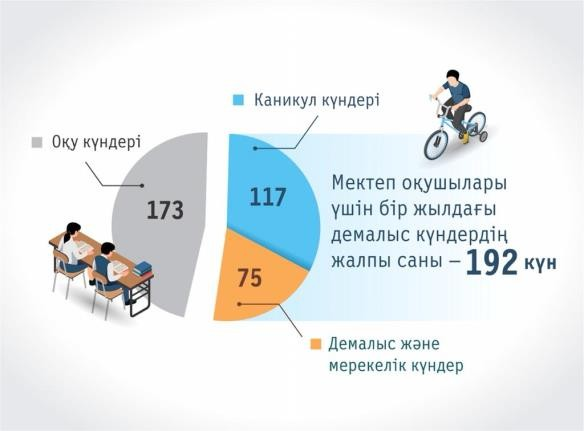 Каникул күндері
Оқу күндері
173
117
75
Мектеп оқушылары
үшін бір жылдағы
демалыс күндердің
жалпы саны – 192 күн
Демалыс және
мерекелік күндер